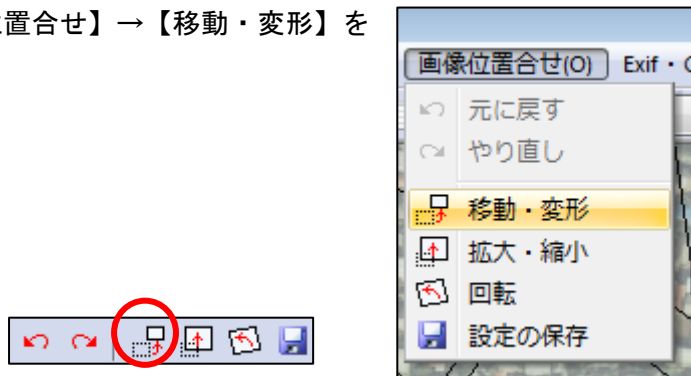 置合せ】→【移動・変形】を
画像位置合せ(O) Exif・
元に戻す
やり直し
移動・変形
拡大・縮小
回転
設定の保存